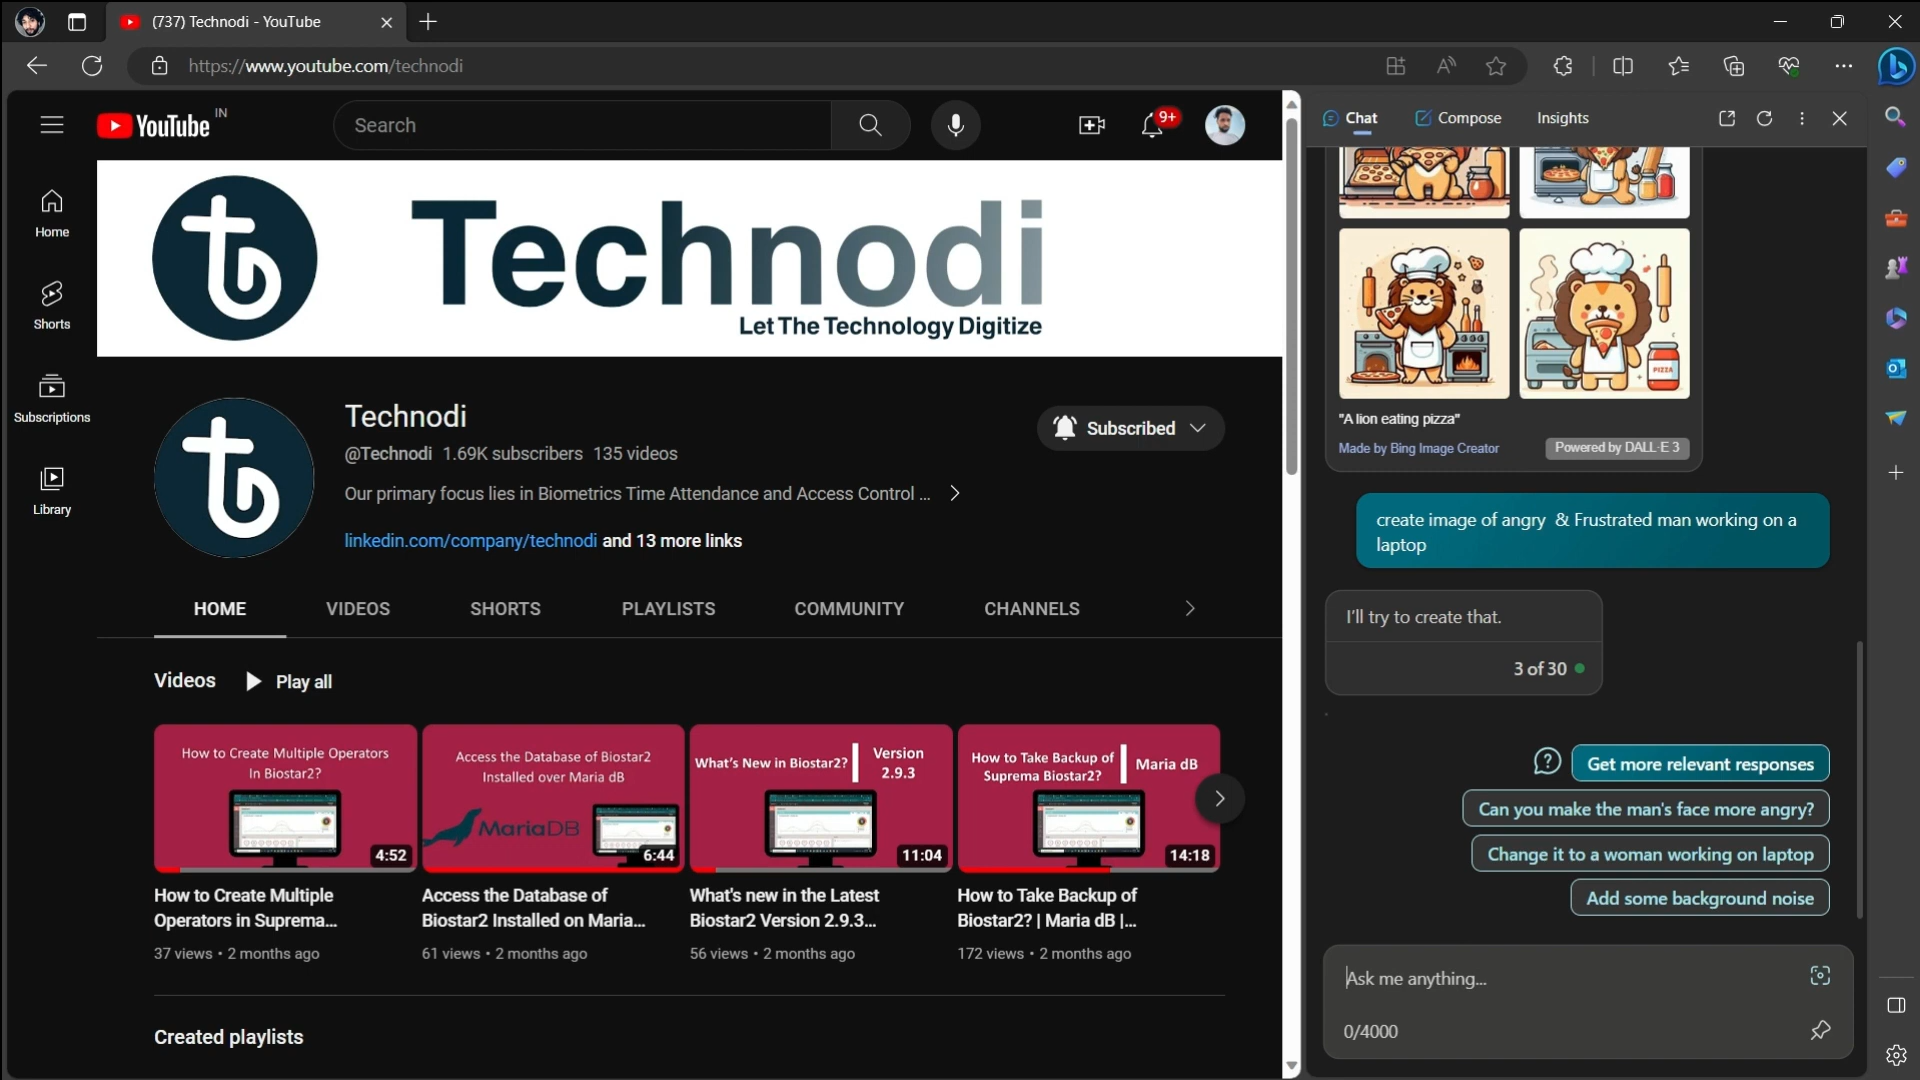 (737) Technodi - YouTube
https://www.youtube.com/technodi
YouTube IN
Search
9+
Home
Shorts
Subscriptions
Library
Technodi
Let The Technology Digitize
Technodi
@Technodi 1.69K subscribers 135 videos
Our primary focus lies in Biometrics Time Attendance and Access Control ...
linkedin.com/company/technodi and 13 more links
Subscribed
HOME VIDEOS SHORTS PLAYLISTS COMMUNITY CHANNELS
Videos Play all
How to Create Multiple Operators
In Biostar2?
4:52
How to Create Multiple
Operators in Suprema...
37 views • 2 months ago
Access the Database of Biostar2
Installed over Maria dB
MariaDB
6:44
Access the Database of
Biostar2 Installed on Maria...
61 views • 2 months ago
What's New in Biostar2?
Version
2.9.3
11:04
What's new in the Latest
Biostar2 Version 2.9.3...
56 views • 2 months ago
How to Take Backup of
Suprema Biostar2?
Maria dB
14:18
How to Take Backup of
Biostar2? | Maria dB |...
172 views • 2 months ago
Created playlists
Chat Compose Insights
PIZZA
"A lion eating pizza"
Made by Bing Image Creator
Powered by DALL·E 3
create image of angry & Frustrated man working on a
laptop
I'll try to create that.
3 of 30
Get more relevant responses
Can you make the man's face more angry?
Change it to a woman working on laptop
Add some background noise
Ask me anything...
0/4000